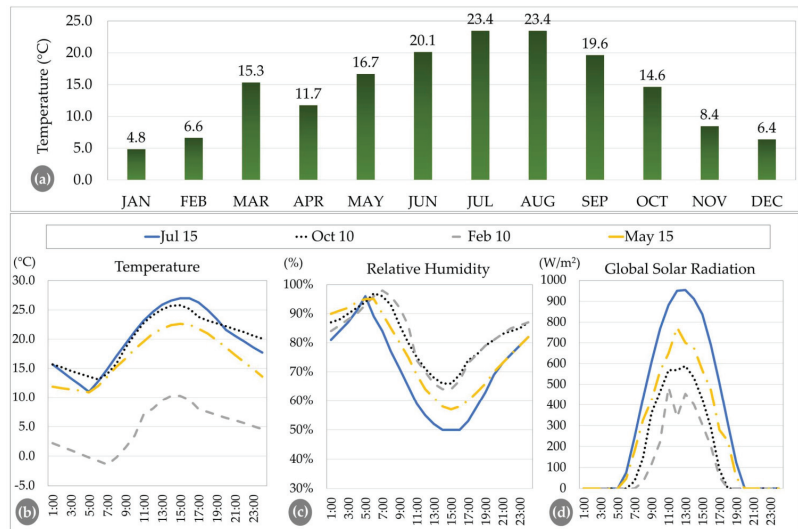 25.0
20.0
15.0
10.0
5.0
0.0
Temperature (°C)
4.8 6.6 15.3 11.7 16.7 20.1 23.4 23.4 19.6 14.6 8.4 6.4
JAN FEB MAR APR MAY JUN JUL AUG SEP OCT NOV DEC
(a)
Jul 15 Oct 10 Feb 10 May 15
(°C) Temperature
30.0
25.0
20.0
15.0
10.0
5.0
0.0
-5.0
1:00 3:00 5:00 7:00 9:00 11:00 13:00 15:00 17:00 19:00 21:00 23:00
(b)
(%) Relative Humidity
100%
90%
80%
70%
60%
50%
40%
30%
1:00 3:00 5:00 7:00 9:00 11:00 13:00 15:00 17:00 19:00 21:00 23:00
(c)
(W/m²) Global Solar Radiation
1000
900
800
700
600
500
400
300
200
100
0
1:00 3:00 5:00 7:00 9:00 11:00 13:00 15:00 17:00 19:00 21:00 23:00
(d)